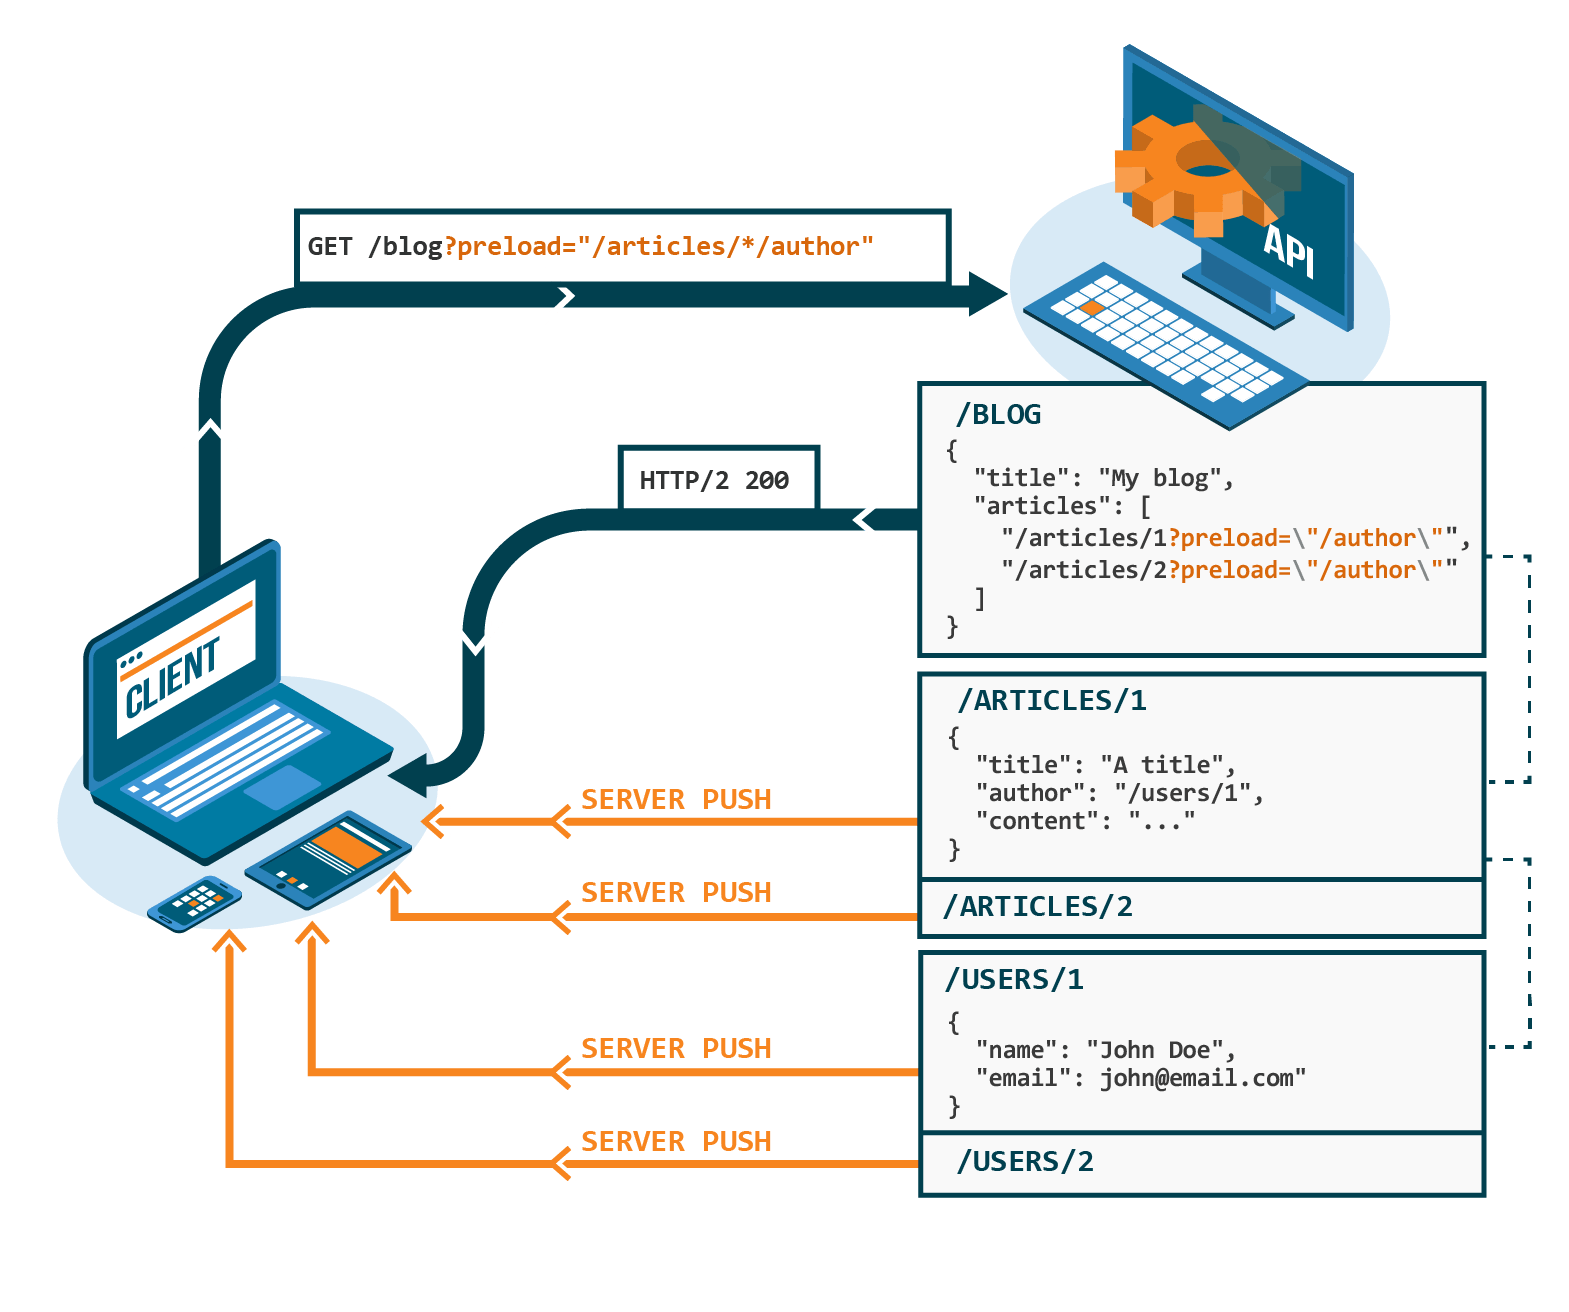 GET /blog?preload="/articles/*/author"
API
/BLOG
{
"title": "My blog",
"articles": [
"/articles/1?preload=\"/author\"",
"/articles/2?preload=\"/author\""
]
}
HTTP/2 200
CLIENT
/ARTICLES/1
{
"title": "A title",
"author": "/users/1",
"content": "..."
}
SERVER PUSH
/ARTICLES/2
SERVER PUSH
/USERS/1
{
"name": "John Doe",
"email": john@email.com"
}
SERVER PUSH
/USERS/2
SERVER PUSH